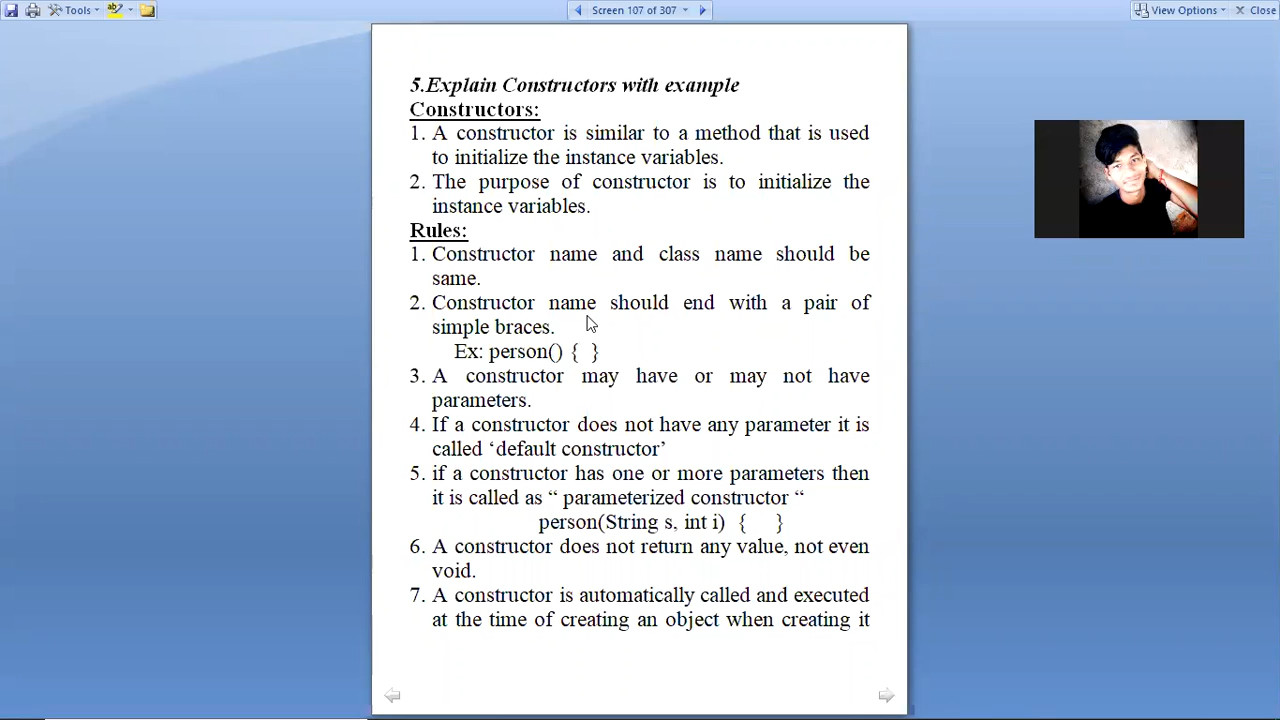 Tools
Screen 107 of 307
View Options
Close
5.Explain Constructors with example
Constructors:
1. A constructor is similar to a method that is used
to initialize the instance variables.
2. The purpose of constructor is to initialize the
instance variables.
Rules:
1. Constructor name and class name should be
same.
2. Constructor name should end with a pair of
simple braces.
Ex: person() { }
3. A constructor may have or may not have
parameters.
4. If a constructor does not have any parameter it is
called ‘default constructor’
5. if a constructor has one or more parameters then
it is called as “ parameterized constructor “
person(String s, int i) { }
6. A constructor does not return any value, not even
void.
7. A constructor is automatically called and executed
at the time of creating an object when creating it